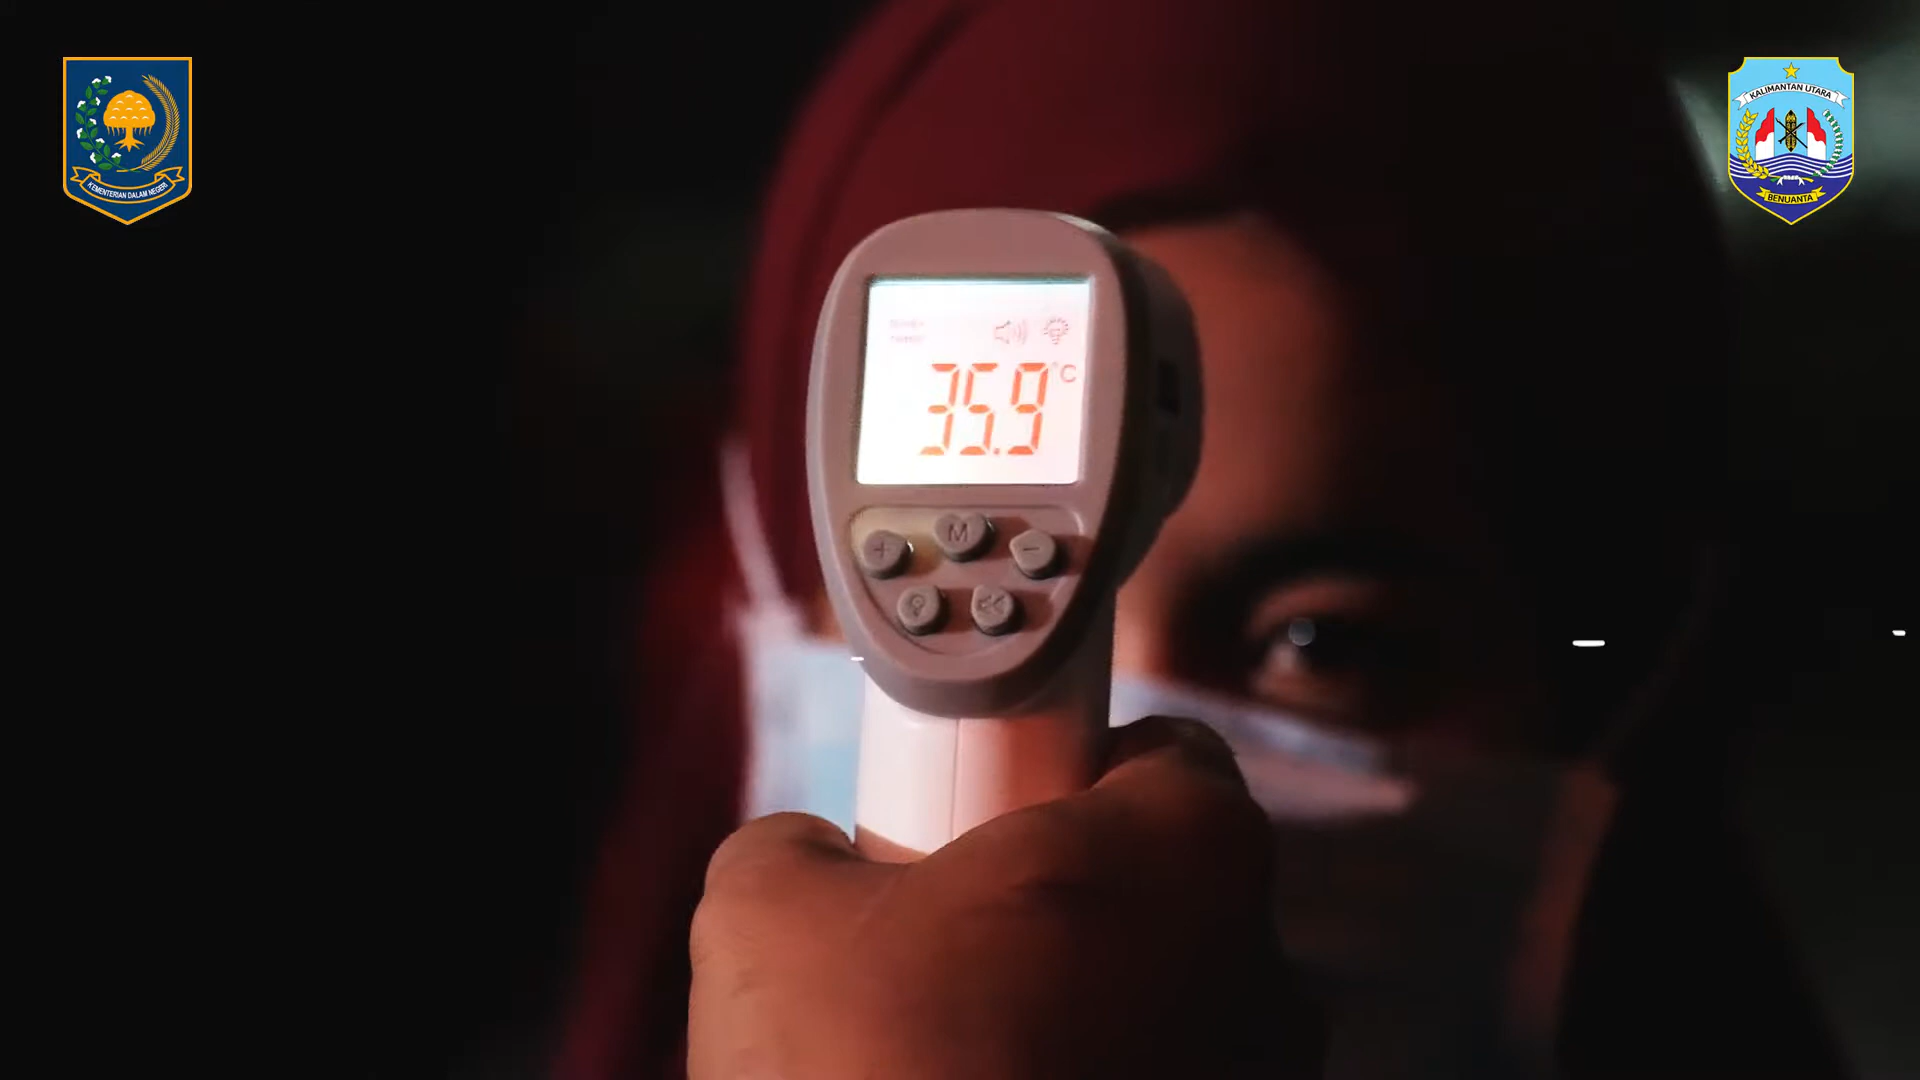 KEMENTERIAN DALAM NEGERI
KALIMANTAN UTARA
BENUANTA
35.9 °C
+ M −